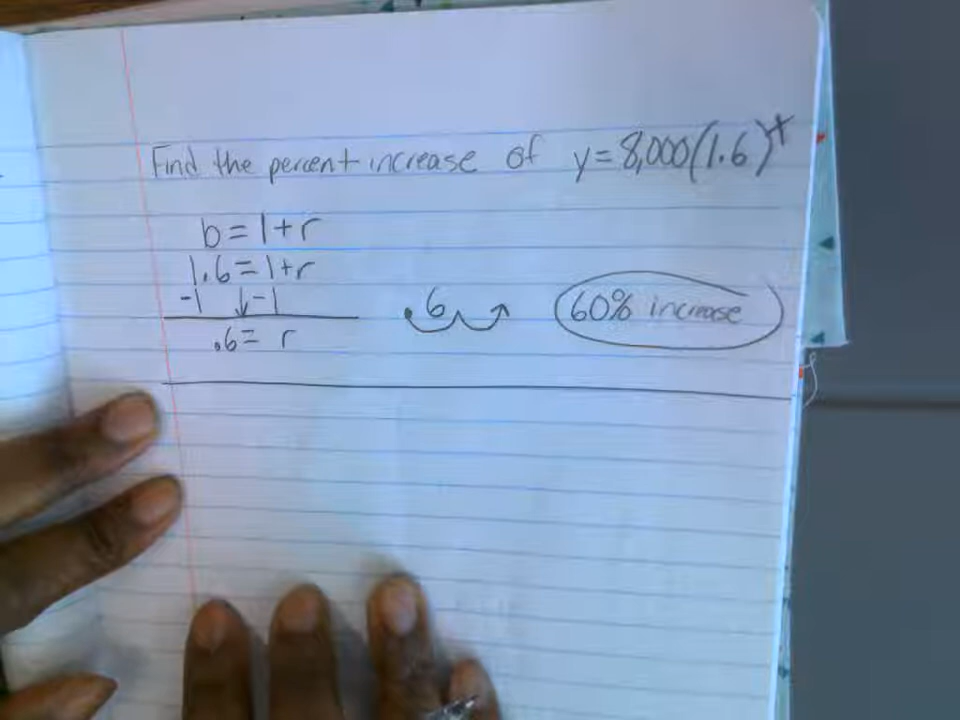 Find the percent increase of y=8,000(1.6)^x
b=1+r
1.6=1+r
-1 ↓-1
.6= r
.6
60% increase